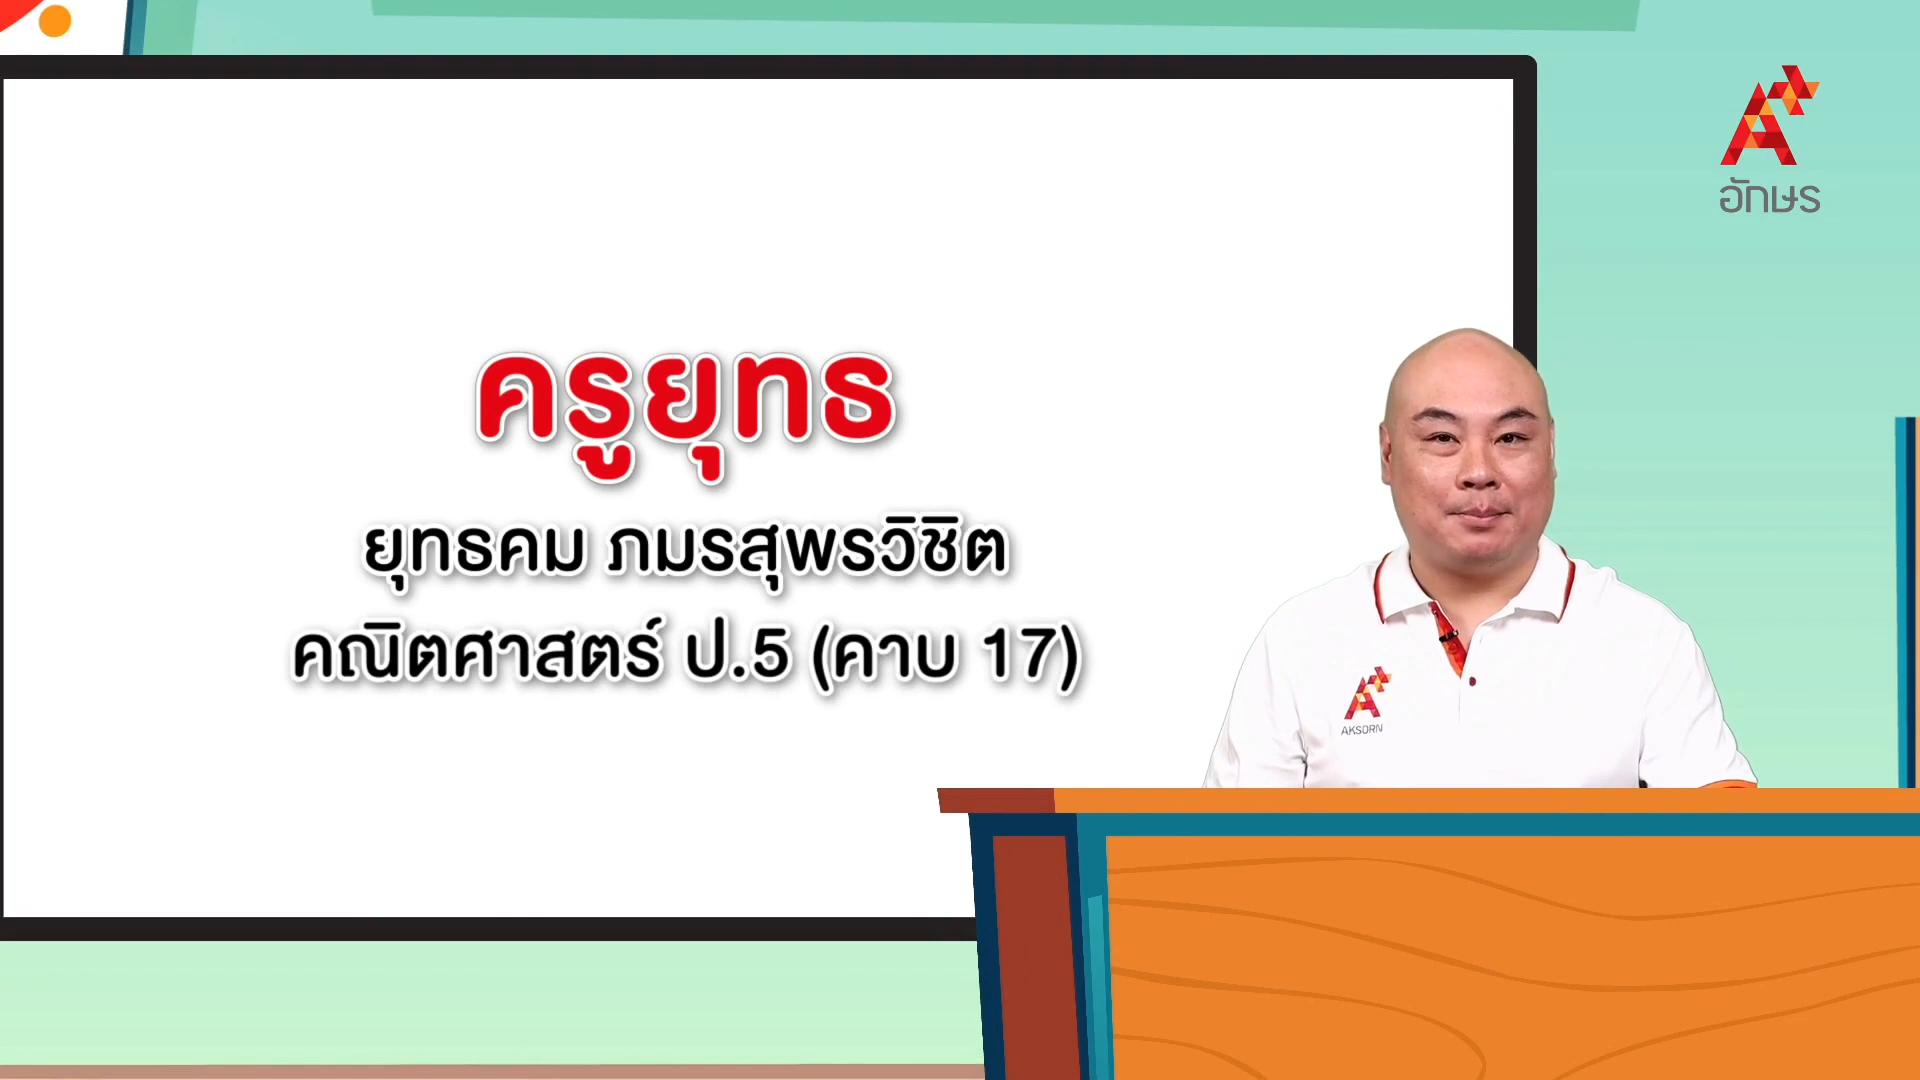 อักษร
ครูยุทธ
ยุทธคม ภมรสุพรวิชิต
คณิตศาสตร์ ป.5 (คาบ 17)
AKSORN